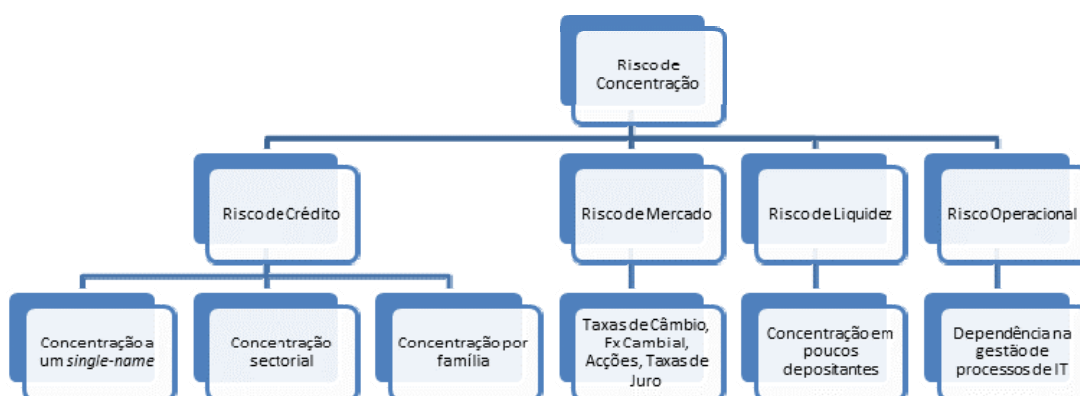 Risco de
Concentração
Risco de Crédito
Risco de Mercado
Risco de Liquidez
Risco Operacional
Concentração a
um single-name
Concentração
sectorial
Concentração por
família
Taxas de Câmbio,
Fx Cambial,
Acções, Taxas de
Juro
Concentração em
poucos
depositantes
Dependência na
gestão de
processos de IT